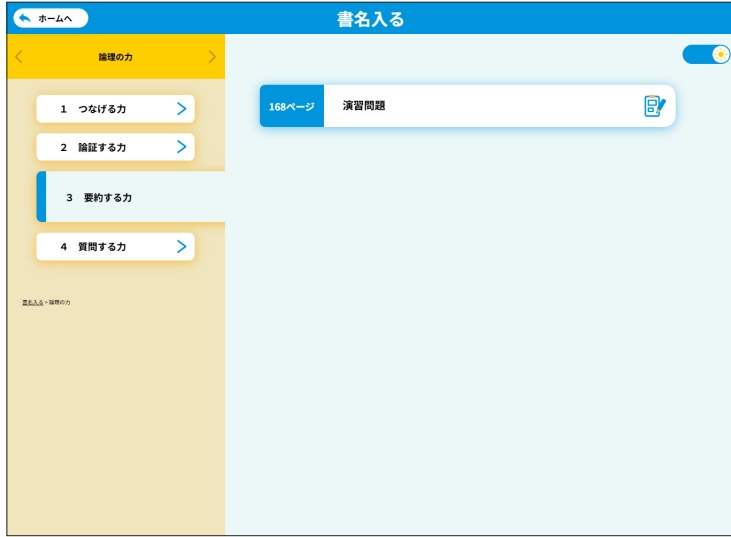 ホームへ
書名入る
論理の力
1 つなげる力
2 論証する力
3 要約する力
4 質問する力
書名入る > 論理の力
168ページ
演習問題